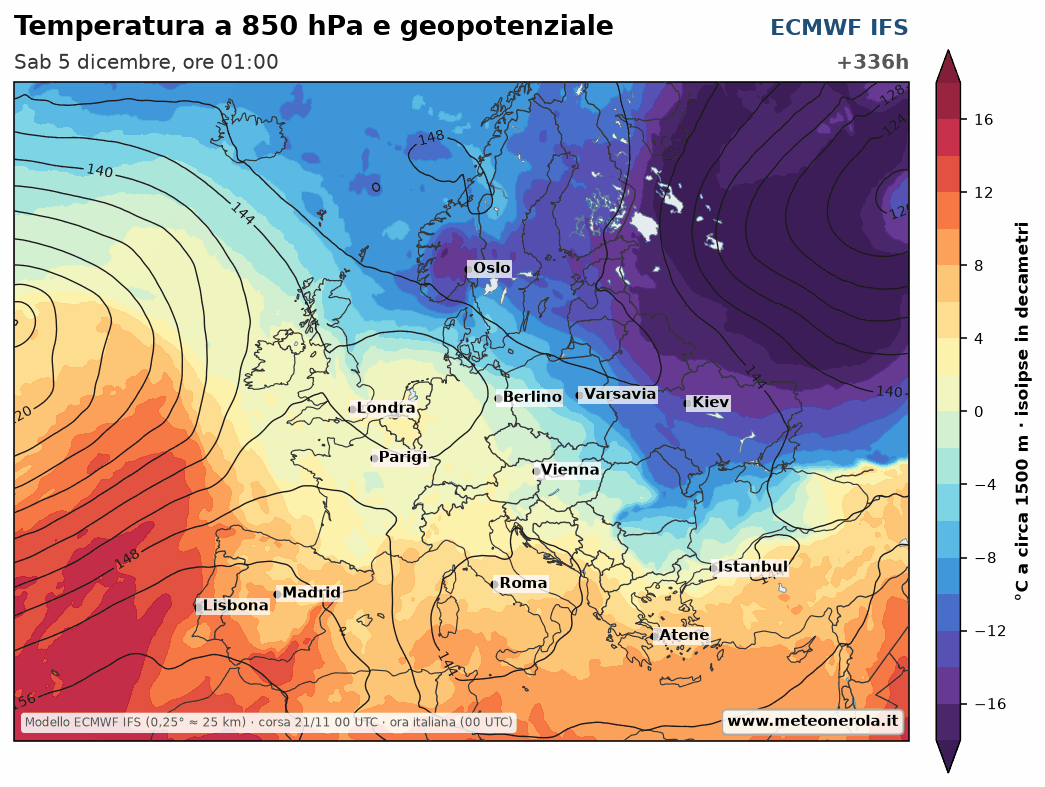 Temperatura a 850 hPa e geopotenziale
ECMWF IFS
Sab 5 dicembre, ore 01:00
+336h
128
148
124
140
144
16
12
8
4
0
−4
−8
−12
−16
°C a circa 1500 m · isoipse in decametri
Oslo
144
140
Berlino
Varsavia
Kiev
Londra
20
Parigi
Vienna
148
Istanbul
Roma
Madrid
Lisbona
Atene
144
156
Modello ECMWF IFS (0,25° ≈ 25 km) · corsa 21/11 00 UTC · ora italiana (00 UTC)
www.meteonerola.it